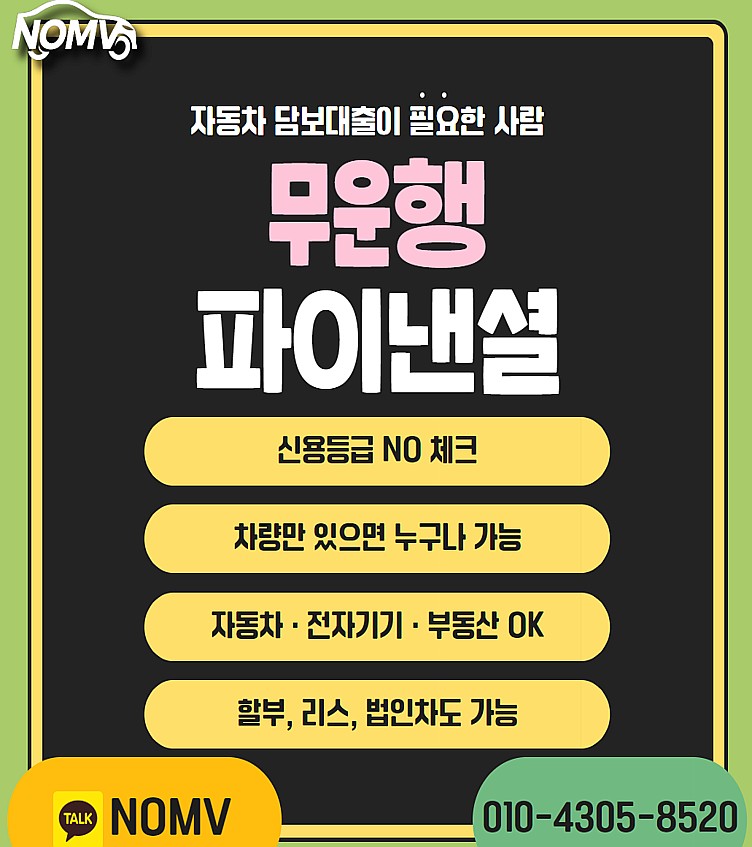 NOMV
자동차 담보대출이 필요한 사람
무운행
파이낸셜
신용등급 NO 체크
차량만 있으면 누구나 가능
자동차 · 전자기기 · 부동산 OK
할부, 리스, 법인차도 가능
TALK NOMV
010-4305-8520